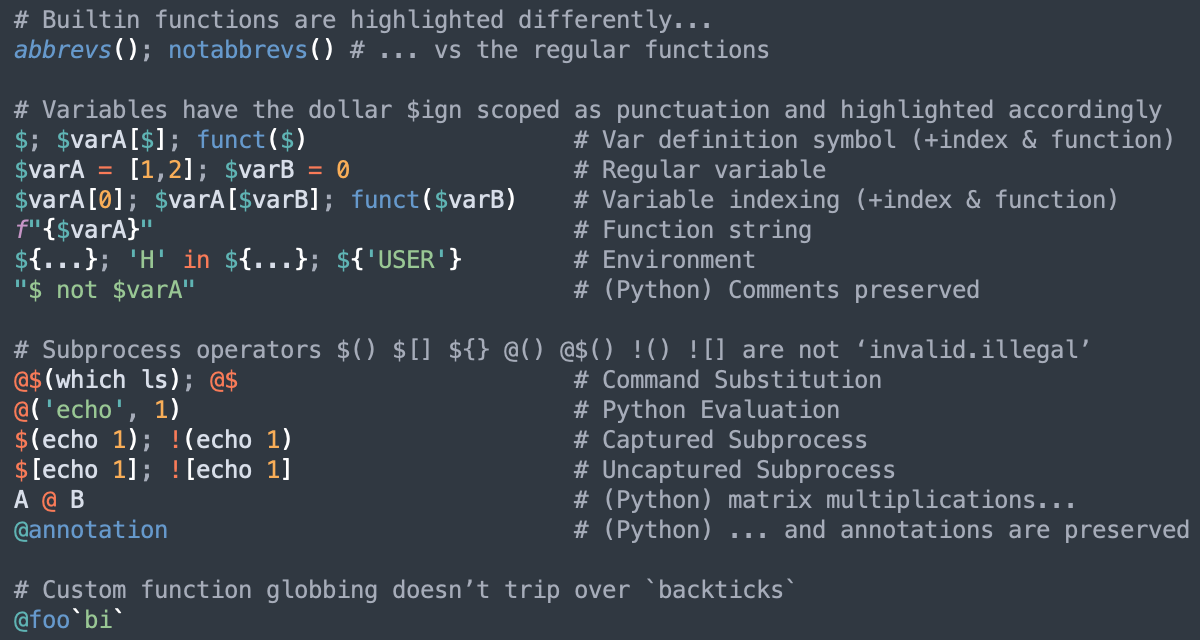 # Builtin functions are highlighted differently...
abbrevs(); notabbrevs() # ... vs the regular functions
# Variables have the dollar $ign scoped as punctuation and highlighted accordingly
$; $varA[$]; funct($)                   # Var definition symbol (+index & function)
$varA = [1,2]; $varB = 0                # Regular variable
$varA[0]; $varA[$varB]; funct($varB)    # Variable indexing (+index & function)
f"{$varA}"                              # Function string
${...}; 'H' in ${...}; ${'USER'}        # Environment
"$ not $varA"                           # (Python) Comments preserved
# Subprocess operators $() $[] ${} @() @$() !() ![] are not ‘invalid.illegal’
@$(which ls); @$                        # Command Substitution
@('echo', 1)                            # Python Evaluation
$(echo 1); !(echo 1)                    # Captured Subprocess
$[echo 1]; ![echo 1]                    # Uncaptured Subprocess
A @ B                                   # (Python) matrix multiplications...
@annotation                             # (Python) ... and annotations are preserved
# Custom function globbing doesn’t trip over `backticks`
@foo`bi`